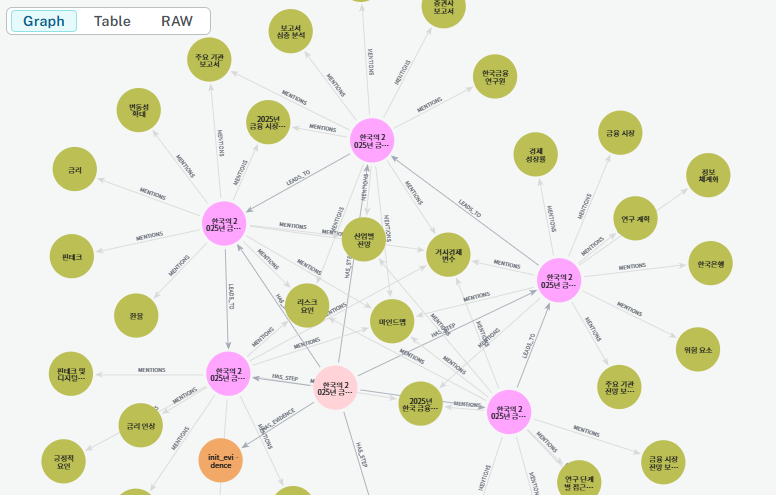 Graph
Table
RAW
증권사
보고서
보고서
심층 분석
주요 기관
보고서
한국금융
연구원
변동성
확대
2025년
금융 시장…
한국의 2
025년 금…
금융 시장
경제
성장률
금리
정보
체계화
한국의 2
025년 금…
연구 계획
산업별
전망
거시경제
변수
핀테크
한국은행
한국의 2
025년 금…
리스크
요인
환율
마인드맵
위험 요소
핀테크 및
디지털…
한국의 2
025년 금…
한국의 2
025년 금…
주요 기관
전망 보…
2025년
한국 금융…
한국의 2
025년 금…
금리 인상
긍정적
요인
init_evi
dence
금융 시장
전망 보…
연구 단계
별 접근…
MENTIONS
MENTIONS
MENTIONS
MENTIONS
MENTIONS
MENTIONS
LEADS_TO
LEADS_TO
LEADS_TO
LEADS_TO
HAS_STEP
HAS_STEP
HAS_STEP
HAS_EVIDENCE